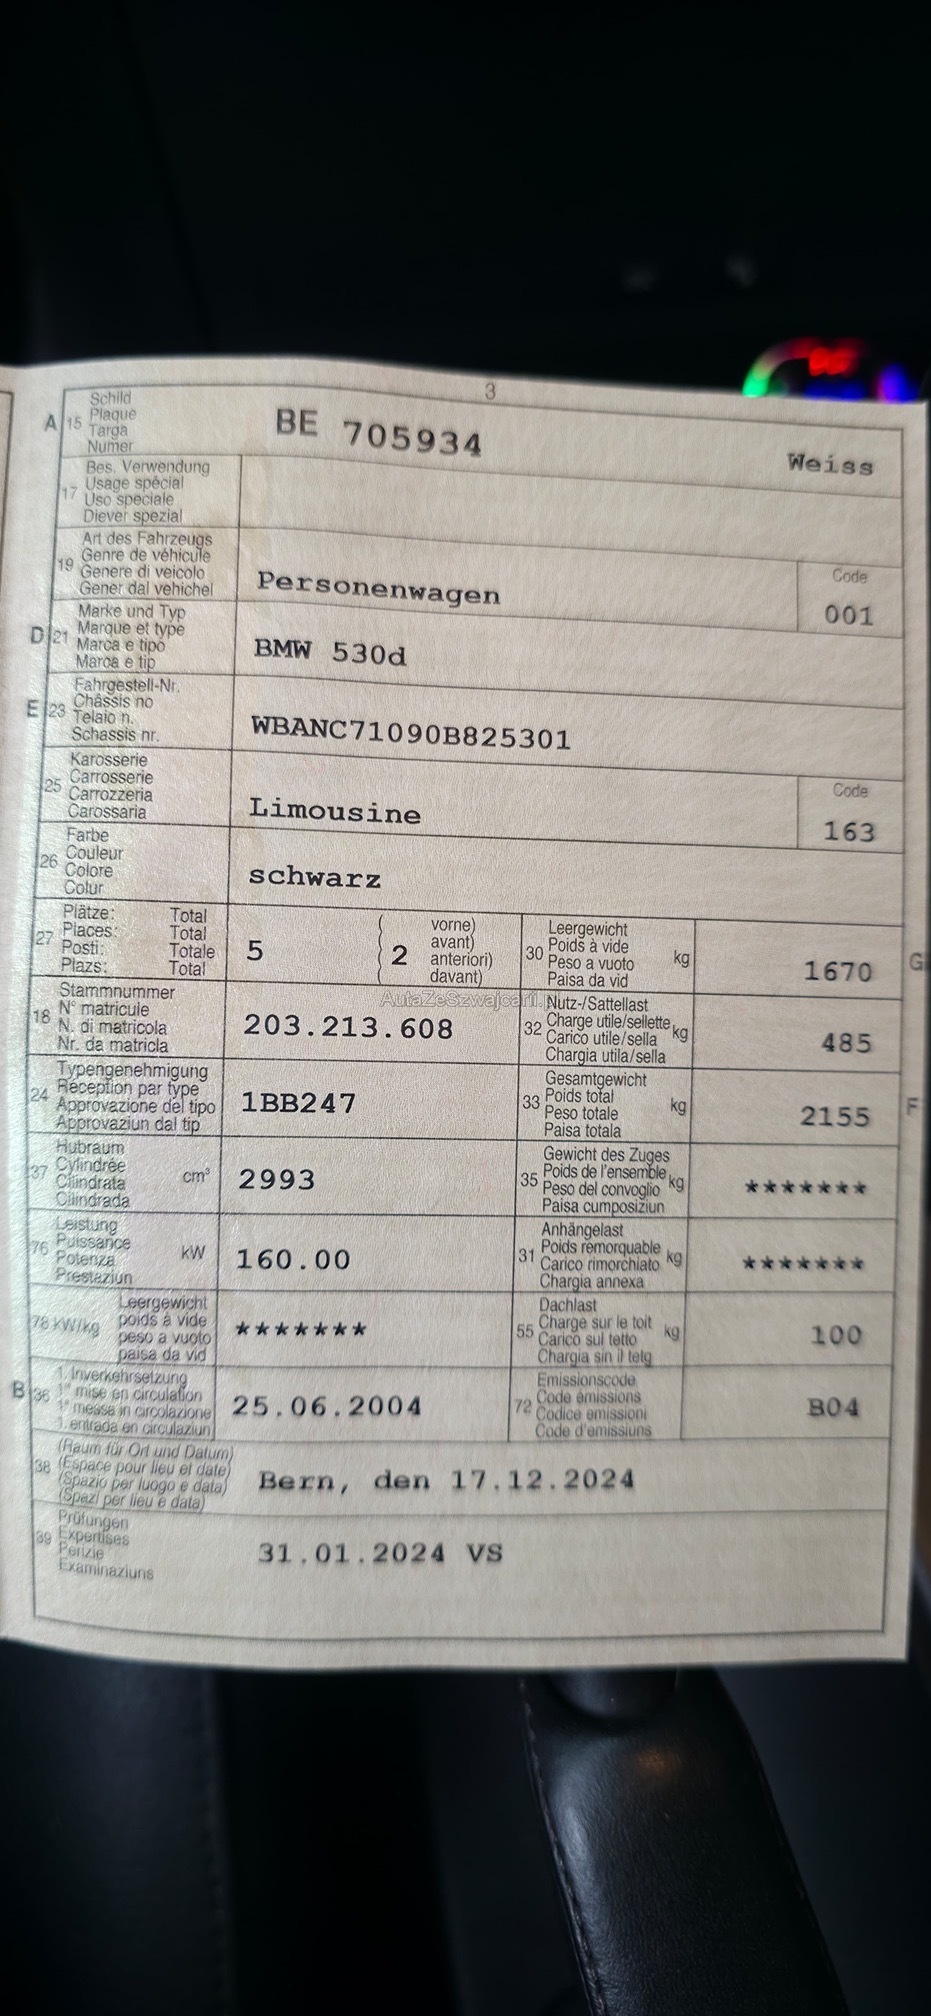 3
A 15 Schild BE 705934 Weiss
Plaque
Targa
Numer
17 Bes. Verwendung
Usage spécial
Uso speciale
Diever spezial
19 Art des Fahrzeugs Personenwagen Code
Genre de véhicule 001
Genere di veicolo
Gener dal vehichel
D 21 Marke und Typ BMW 530d
Marque et type
Marca e tipo
Marca e tip
E 23 Fahrgestell-Nr. WBANC71090B825301
Châssis no
Telaio n.
Schassis nr.
25 Karosserie Limousine Code
Carrosserie 163
Carrozzeria
Carossaria
26 Farbe schwarz
Couleur
Colore
Colur
27 Plätze: Total 5 ( 2 vorne)
Places: Total avant)
Posti: Totale anteriori)
Plazs: Total davant)
30 Leergewicht kg 1670 G
Poids à vide
Peso a vuoto
Paisa da vid
AutaZeSzwajcarii.pl
18 Stammnummer 203.213.608
N° matricule
N. di matricola
Nr. da matricla
32 Nutz-/Sattellast kg 485
Charge utile/sellette
Carico utile/sella
Chargia utila/sella
24 Typengenehmigung 1BB247
Réception par type
Approvazione del tipo
Approvaziun dal tip
33 Gesamtgewicht kg 2155 F
Poids total
Peso totale
Paisa totala
37 Hubraum cm³ 2993
Cylindrée
Cilindrata
Cilindrada
35 Gewicht des Zuges kg *******
Poids de l'ensemble
Peso del convoglio
Paisa cumposiziun
76 Leistung kW 160.00
Puissance
Potenza
Prestaziun
31 Anhängelast kg *******
Poids remorquable
Carico rimorchiato
Chargia annexa
78 kW/kg Leergewicht *******
poids à vide
peso a vuoto
paisa da vid
55 Dachlast kg 100
Charge sur le toit
Carico sul tetto
Chargia sin il tetg
B 36 1. Inverkehrsetzung 25.06.2004
1re mise en circulation
1a messa in circolazione
1. entrada en circulaziun
72 Emissionscode B04
Code émissions
Codice emissioni
Code d'emissiuns
38 (Raum für Ort und Datum) Bern, den 17.12.2024
(Espace pour lieu et date)
(Spazio per luogo e data)
(Spazi per lieu e data)
39 Prüfungen 31.01.2024 VS
Expertises
Perizie
Examinaziuns